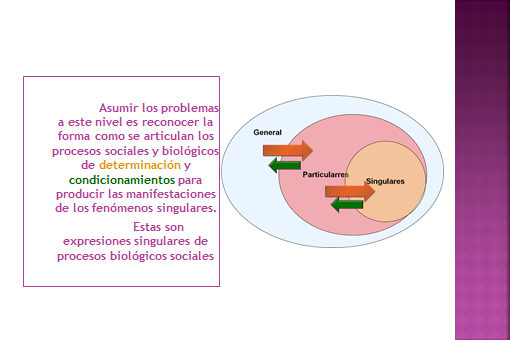 Asumir los problemas
a este nivel es reconocer la
forma como se articulan los
procesos sociales y biológicos
de determinación y
condicionamientos para
producir las manifestaciones
de los fenómenos singulares.
Estas son
expresiones singulares de
procesos biológicos sociales
General
Particularres
Singulares